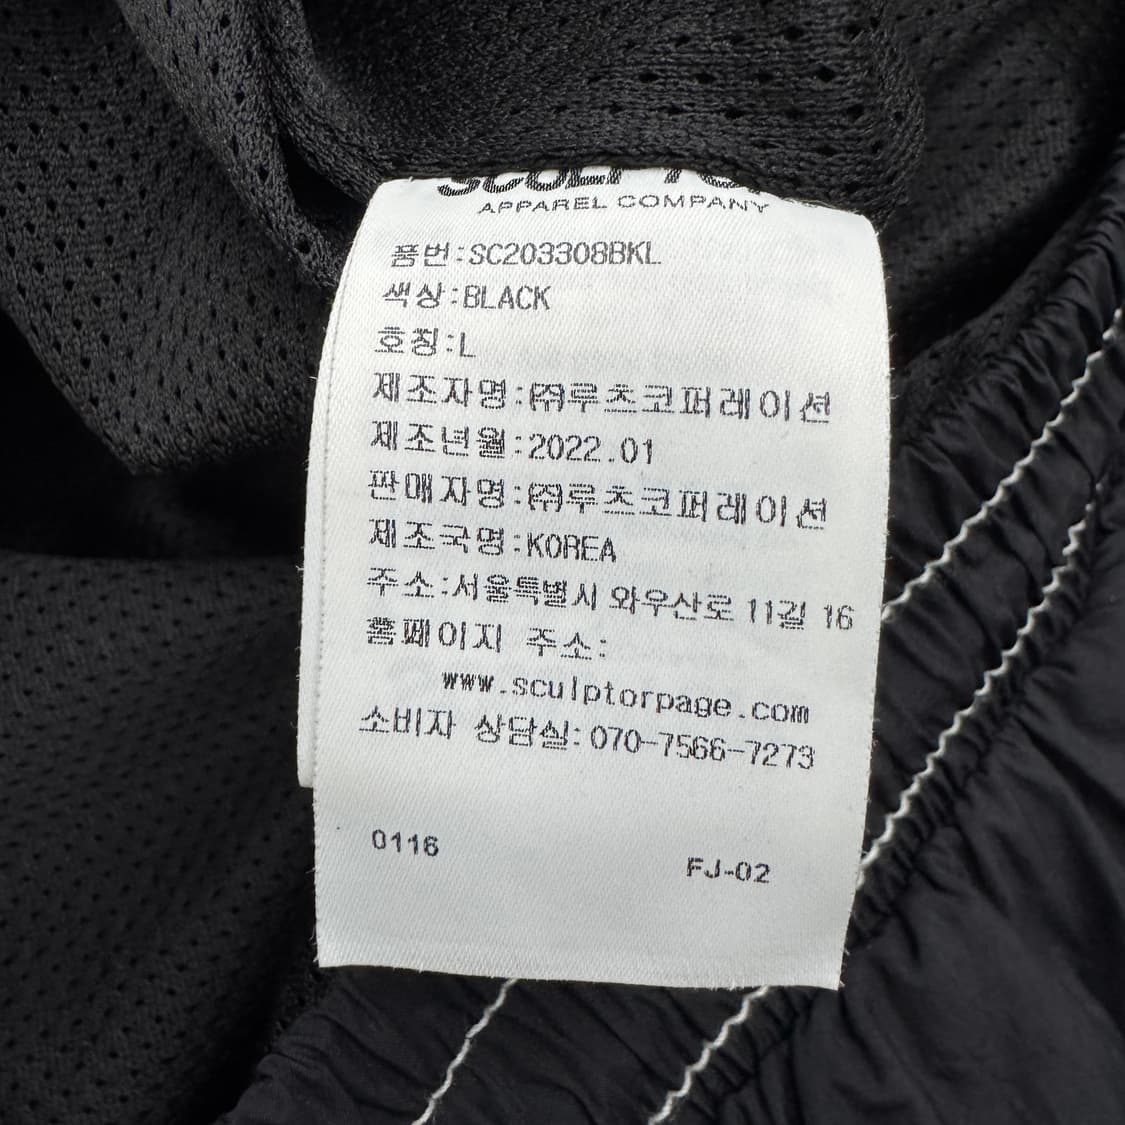 SCULPTOR
APPAREL COMPANY
품번:SC203308BKL
색상:BLACK
호칭:L
제조자명:㈜루츠코퍼레이션
제조년월:2022.01
판매자명:㈜루츠코퍼레이션
제조국명:KOREA
주소:서울특별시 와우산로 11길 16
홈페이지 주소:
www.sculptorpage.com
소비자 상담실:070-7566-7273
0116
FJ-02